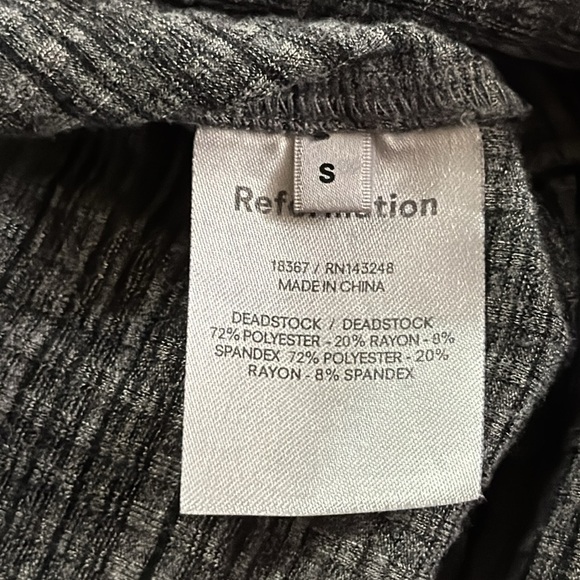 S
Reformation
18367 / RN143248
MADE IN CHINA
DEADSTOCK / DEADSTOCK
72% POLYESTER - 20% RAYON - 8%
SPANDEX 72% POLYESTER - 20%
RAYON - 8% SPANDEX